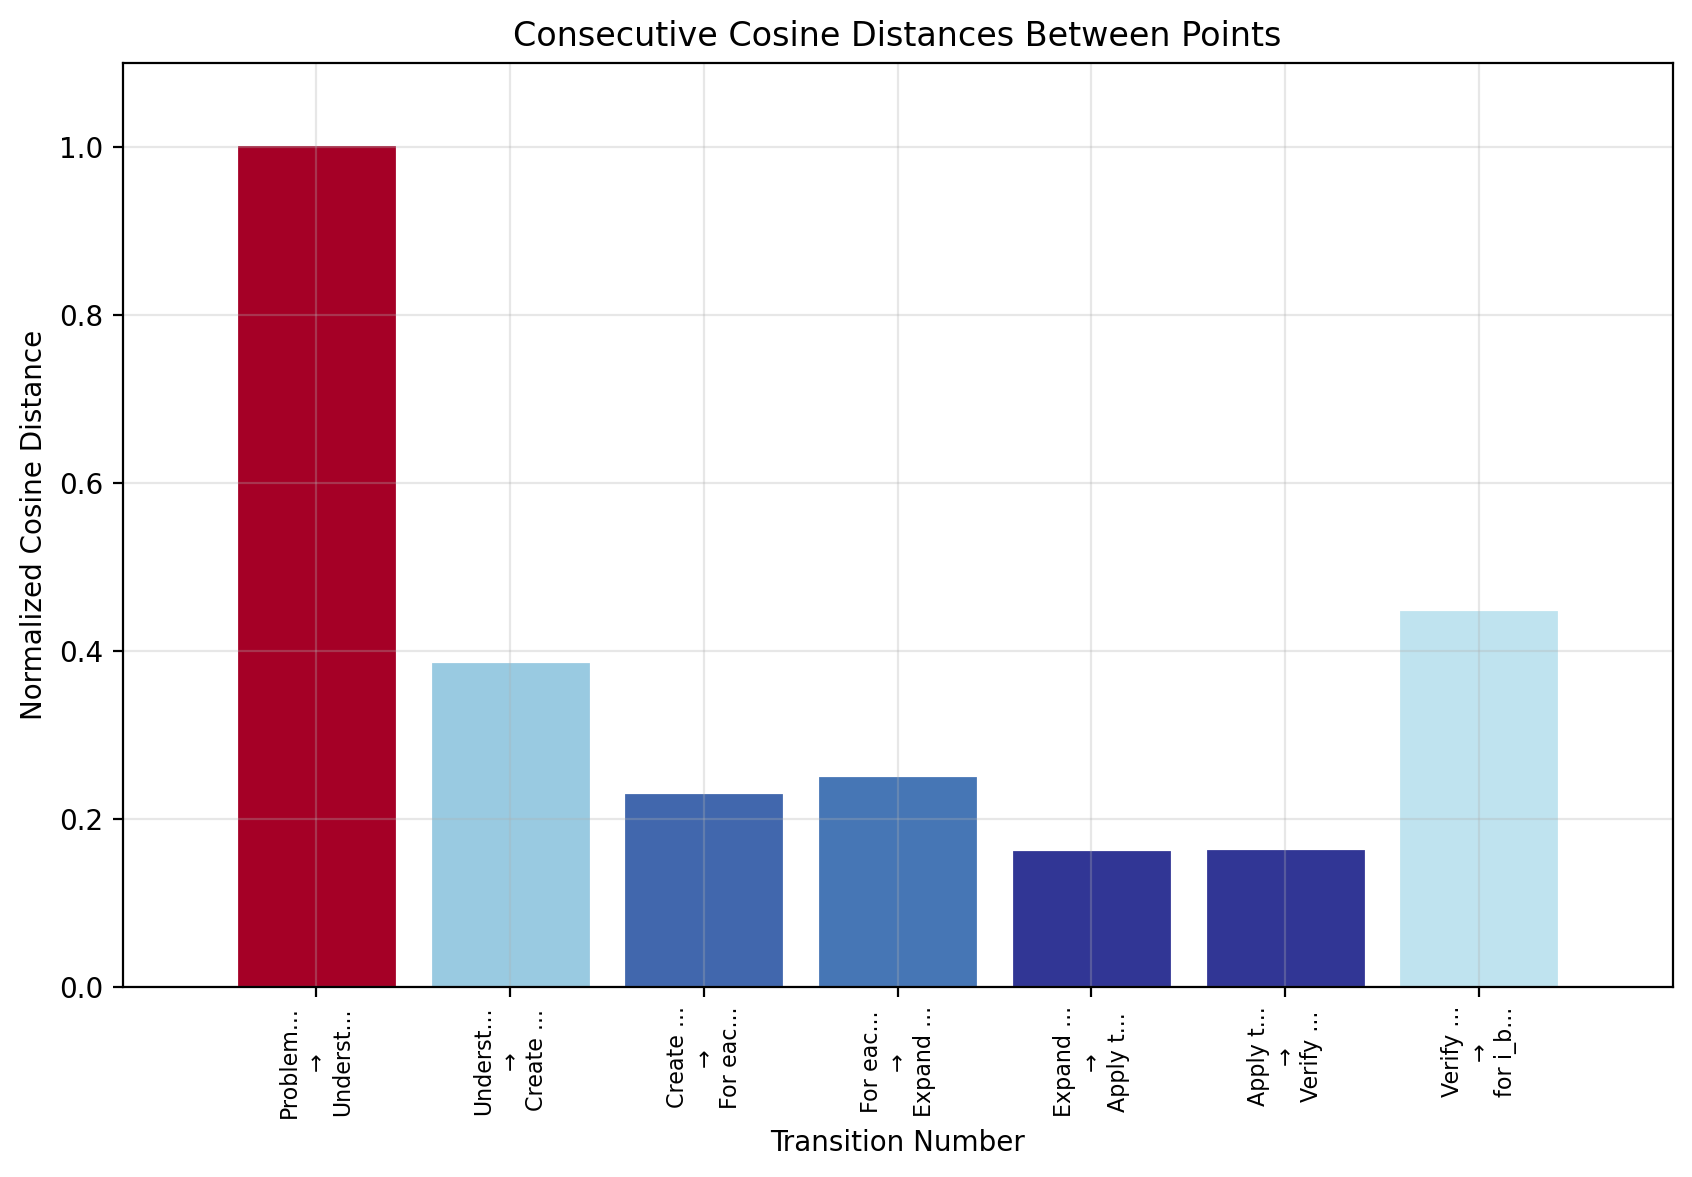 Consecutive Cosine Distances Between Points
Normalized Cosine Distance
1.0
0.8
0.6
0.4
0.2
0.0
Problem...
→
Underst...
Underst...
→
Create ...
Create ...
→
For eac...
For eac...
→
Expand ...
Expand ...
→
Apply t...
Apply t...
→
Verify ...
Verify ...
→
for i_b...
Transition Number